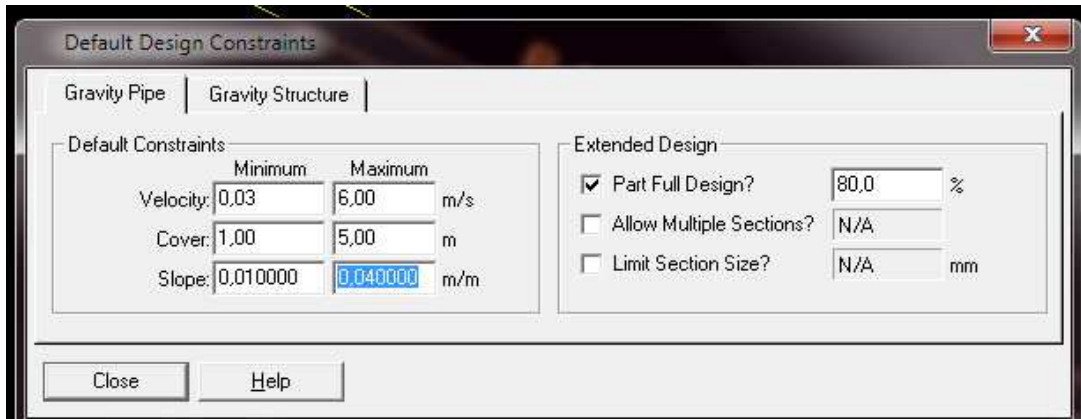 Default Design Constraints
Gravity Pipe Gravity Structure
Default Constraints
Minimum Maximum
Velocity: 0,03 6,00 m/s
Cover: 1,00 5,00 m
Slope: 0,010000 0,040000 m/m
Extended Design
Part Full Design? 80,0 %
Allow Multiple Sections? N/A
Limit Section Size? N/A mm
Close Help